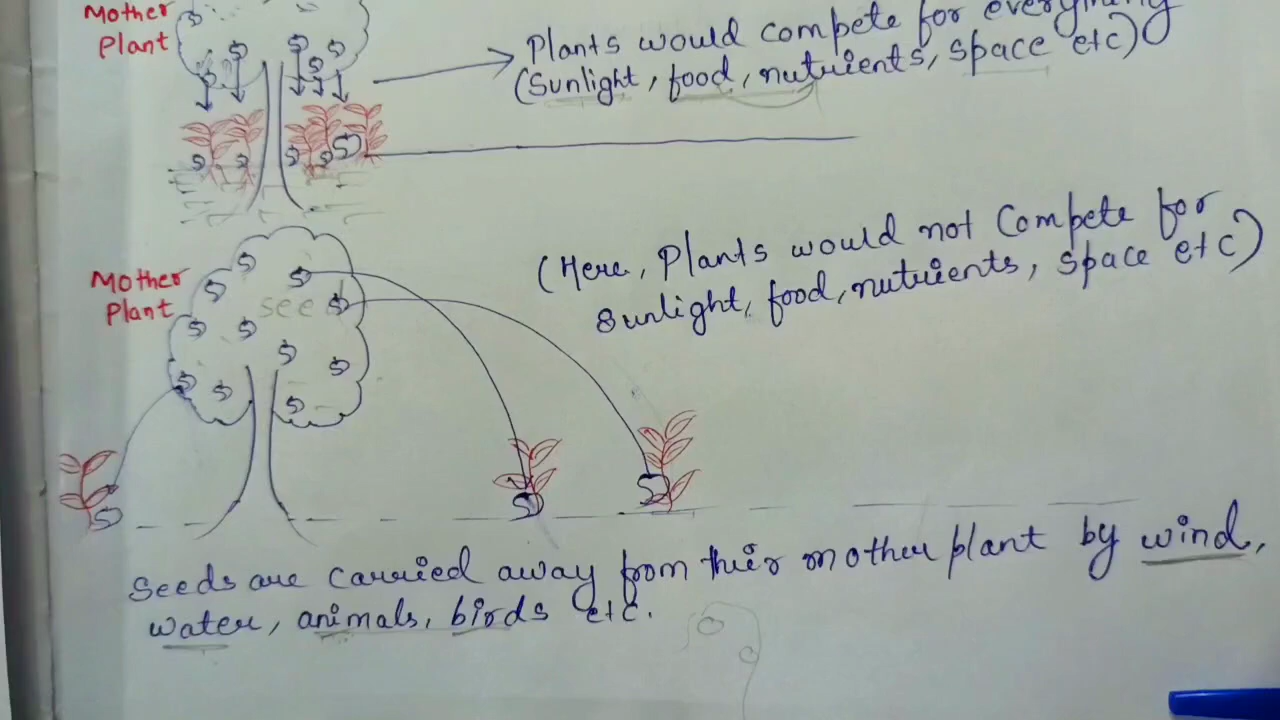 Mother
Plant
Plants would compete for everything
(Sunlight, food, nutrients, space etc)
Mother
Plant
see
(Here, Plants would not Compete for
Sunlight, food, nutrients, space etc)
Seeds are carried away from their mother plant by wind,
water, animals, birds etc.